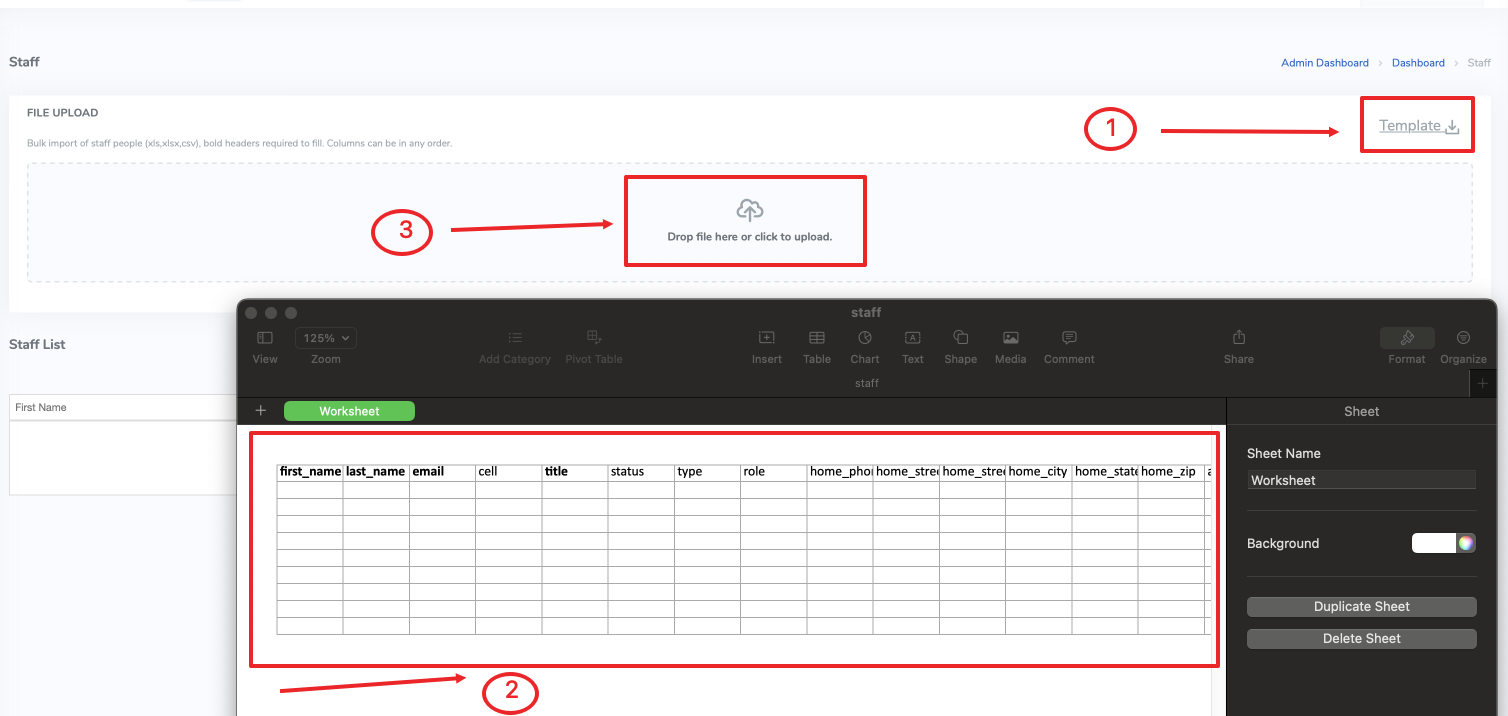 Staff
Admin Dashboard > Dashboard > Staff
FILE UPLOAD
Template
1
Bulk import of staff people (xls,xlsx,csv), bold headers required to fill. Columns can be in any order.
3
Drop file here or click to upload.
Staff List
First Name
staff
125%
View
Zoom
Add Category
Pivot Table
Insert
Table
Chart
Text
Shape
Media
Comment
Share
Format
Organize
staff
+
+
Worksheet
Sheet
first_name last_name email cell title status type role home_phon home_stree home_stree home_city home_state home_zip a
Sheet Name
Worksheet
Background
Duplicate Sheet
Delete Sheet
2